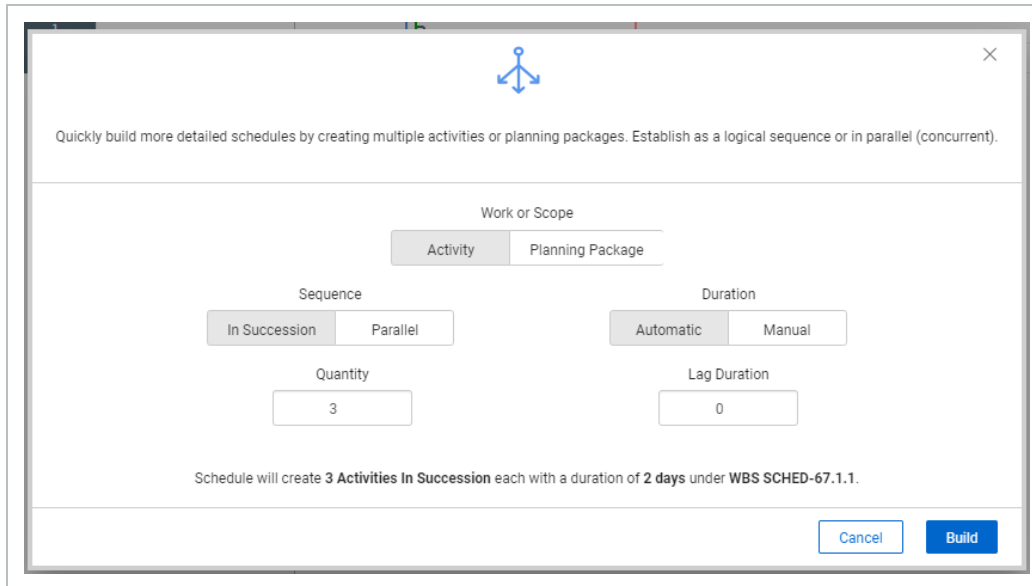 Quickly build more detailed schedules by creating multiple activities or planning packages. Establish as a logical sequence or in parallel (concurrent).
Work or Scope
Activity Planning Package
Sequence Duration
In Succession Parallel Automatic Manual
Quantity Lag Duration
3 0
Schedule will create 3 Activities In Succession each with a duration of 2 days under WBS SCHED-67.1.1.
Cancel Build